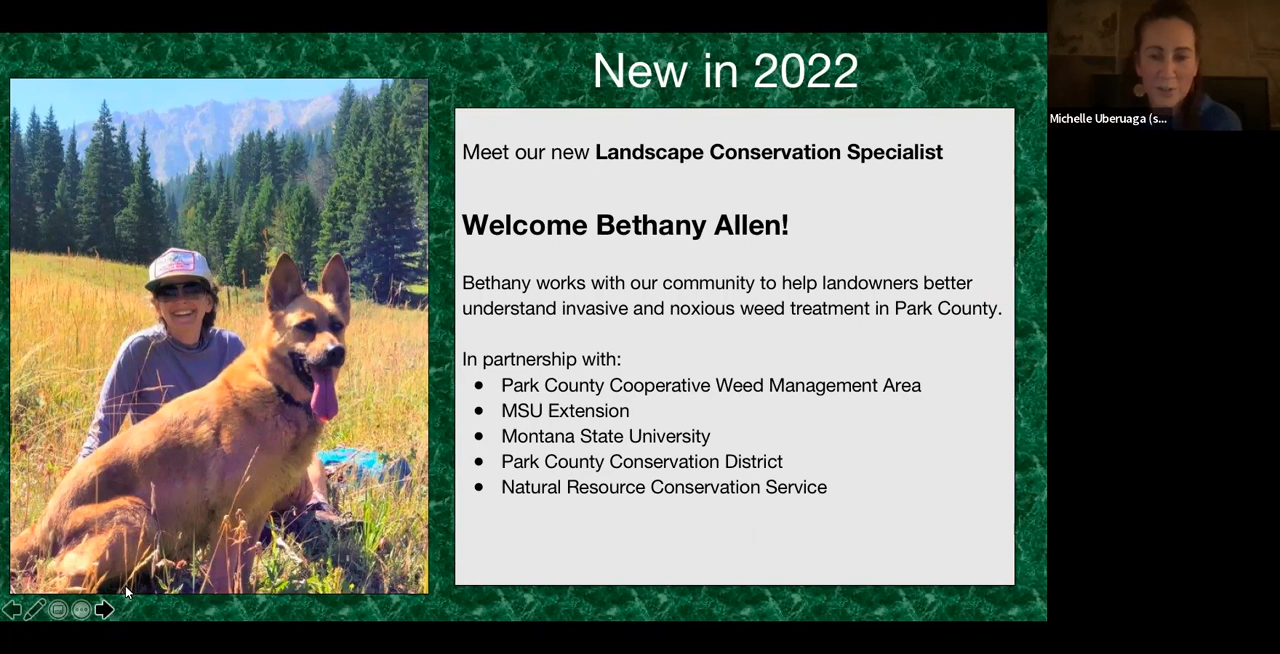 New in 2022
Meet our new Landscape Conservation Specialist
Welcome Bethany Allen!
Bethany works with our community to help landowners better
understand invasive and noxious weed treatment in Park County.
In partnership with:
● Park County Cooperative Weed Management Area
● MSU Extension
● Montana State University
● Park County Conservation District
● Natural Resource Conservation Service
Michelle Uberuaga (s...